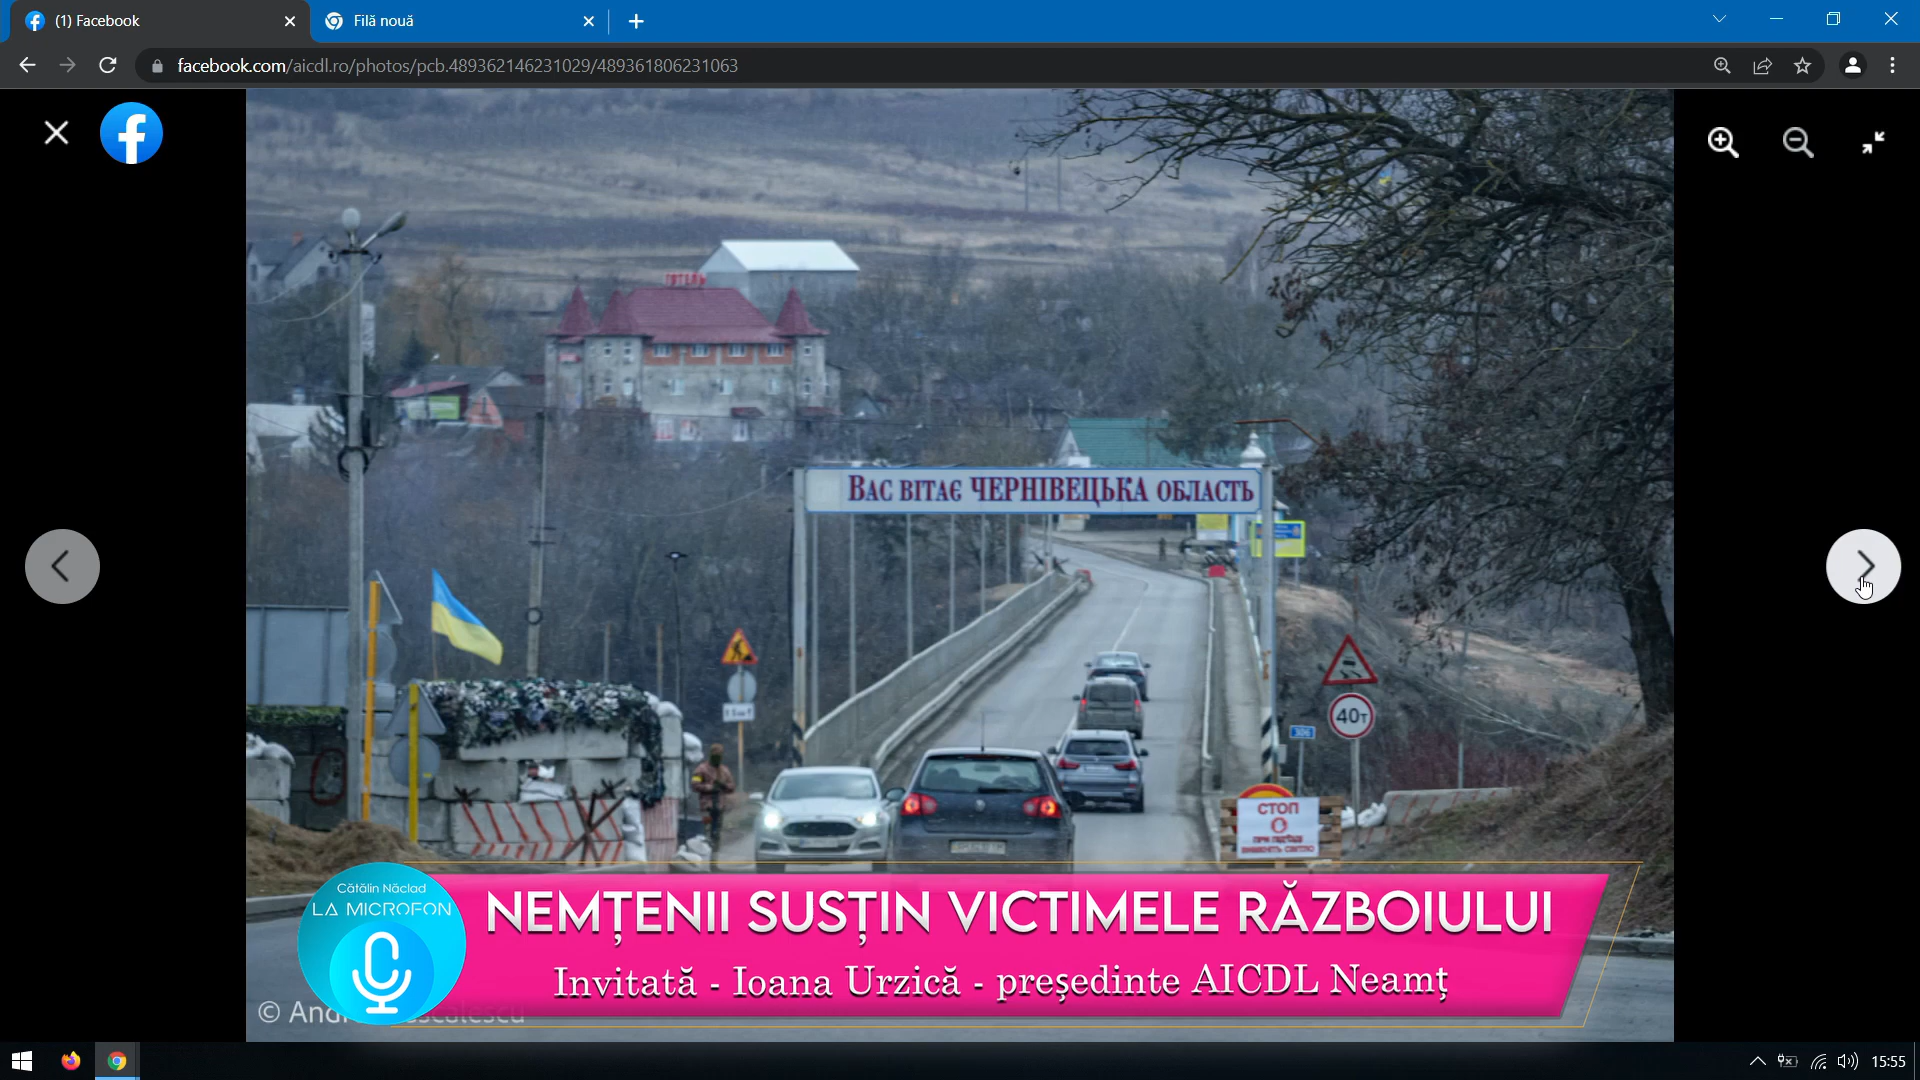 (1) Facebook
Filă nouă
facebook.com/aicdl.ro/photos/pcb.489362146231029/489361806231063
ГОТЕЛЬ
ВАС ВІТАЄ ЧЕРНІВЕЦЬКА ОБЛАСТЬ
40т
СТОП
Cătălin Năclad
LA MICROFON
NEMȚENII SUSȚIN VICTIMELE RĂZBOIULUI
Invitată - Ioana Urzică - președinte AICDL Neamț
©
15:55